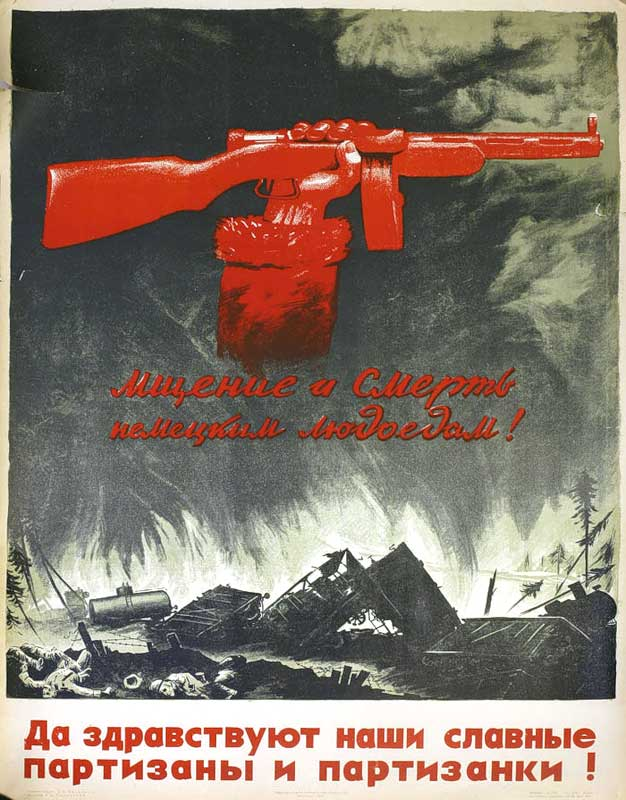 Мщение и Смерть
немецким людоедам!
Да здравствуют наши славные
партизаны и партизанки !